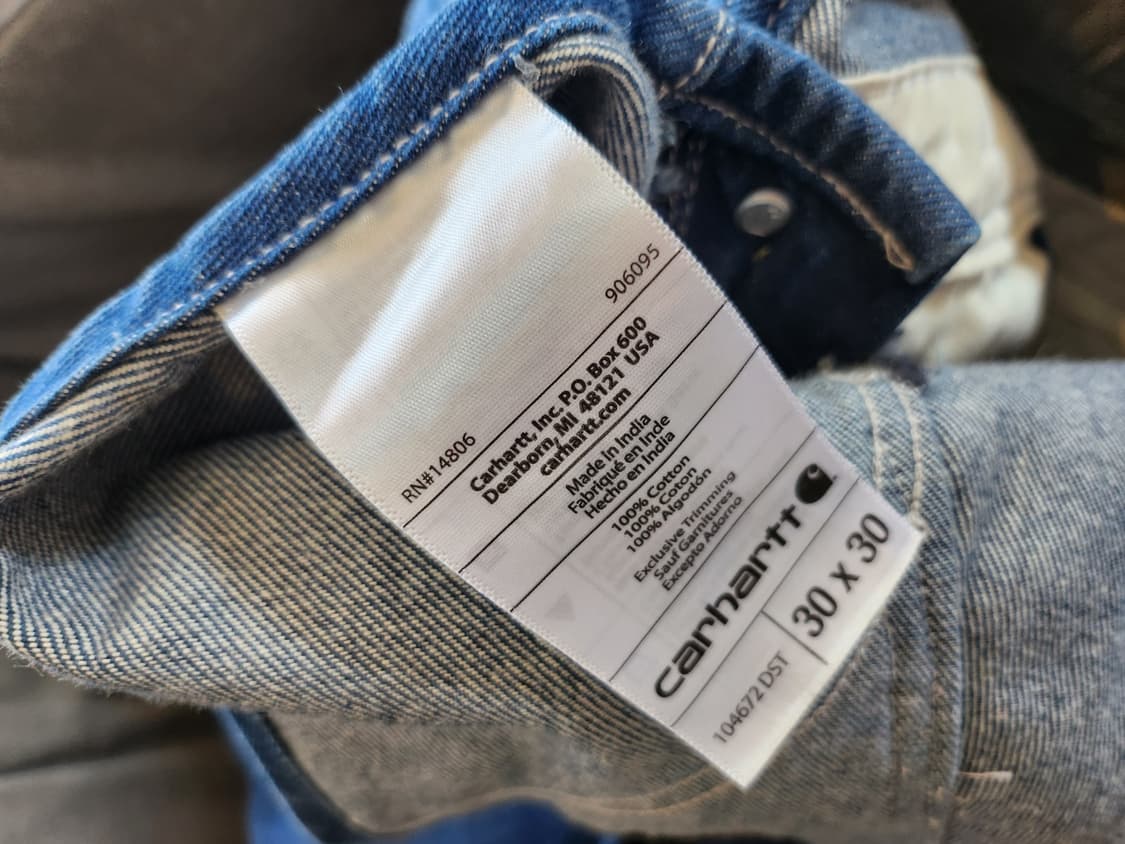 RN#14806 906095
Carhartt, Inc. P.O. Box 600
Dearborn, MI 48121 USA
carhartt.com
Made in India
Fabriqué en Inde
Hecho en India
100% Cotton
100% Coton
100% Algodón
Exclusive Trimming
Sauf Garnitures
Excepto Adorno
carhartt
104672 DST 30 x 30